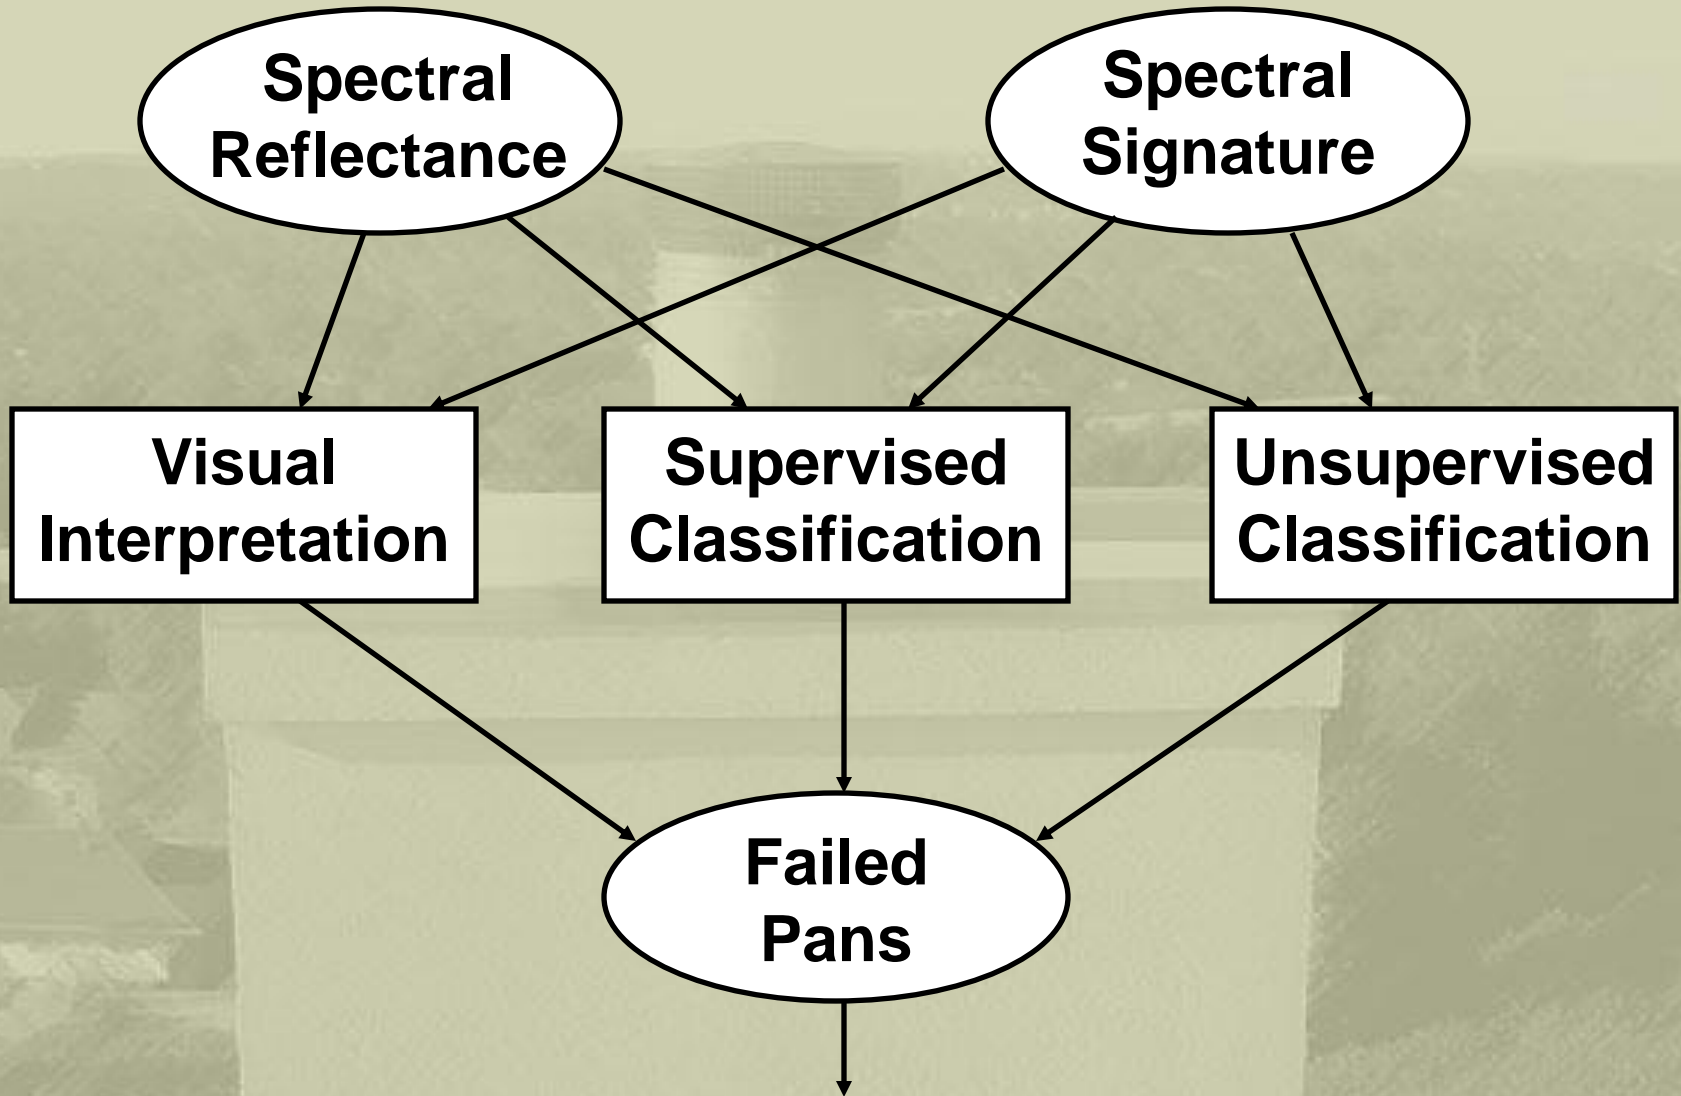 Spectral
Reflectance
Spectral
Signature
Visual
Interpretation
Supervised
Classification
Unsupervised
Classification
Failed
Pans